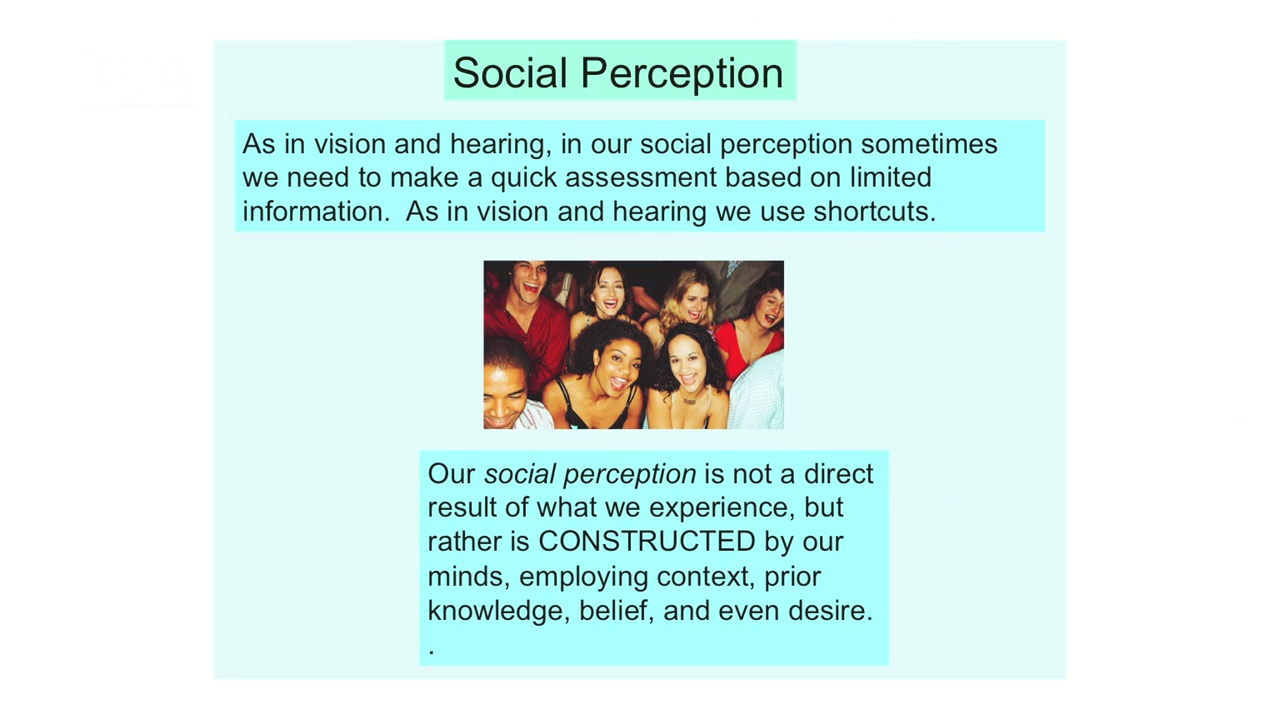 Social Perception
As in vision and hearing, in our social perception sometimes
we need to make a quick assessment based on limited
information.  As in vision and hearing we use shortcuts.
Our social perception is not a direct
result of what we experience, but
rather is CONSTRUCTED by our
minds, employing context, prior
knowledge, belief, and even desire.
.